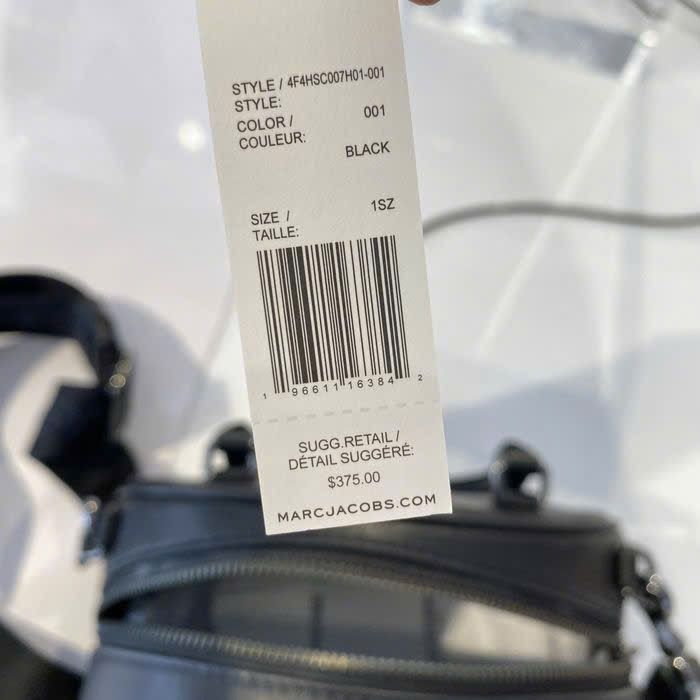 STYLE / 4F4HSC007H01-001
STYLE:
COLOR / 001
COULEUR:
BLACK
SIZE / 1SZ
TAILLE:
1 96611 16384 2
SUGG.RETAIL /
DÉTAIL SUGGÉRÉ:
$375.00
MARCJACOBS.COM